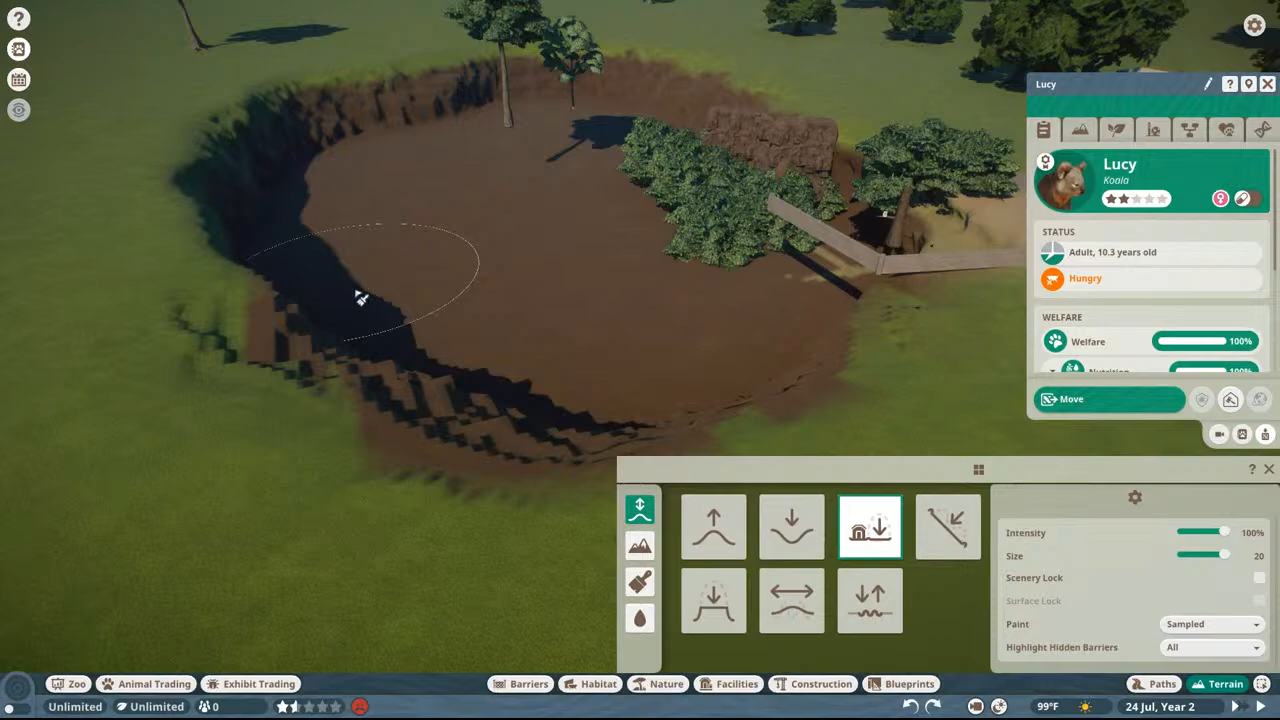 Lucy
Lucy
Koala
STATUS
Adult, 10.3 years old
Hungry
WELFARE
Welfare 100%
Nutrition 100%
Move
Intensity 100%
Size 20
Scenery Lock
Surface Lock
Paint Sampled
Highlight Hidden Barriers All
Zoo Animal Trading Exhibit Trading Barriers Habitat Nature Facilities Construction Blueprints Paths Terrain
Unlimited Unlimited 0 99°F 24 Jul, Year 2